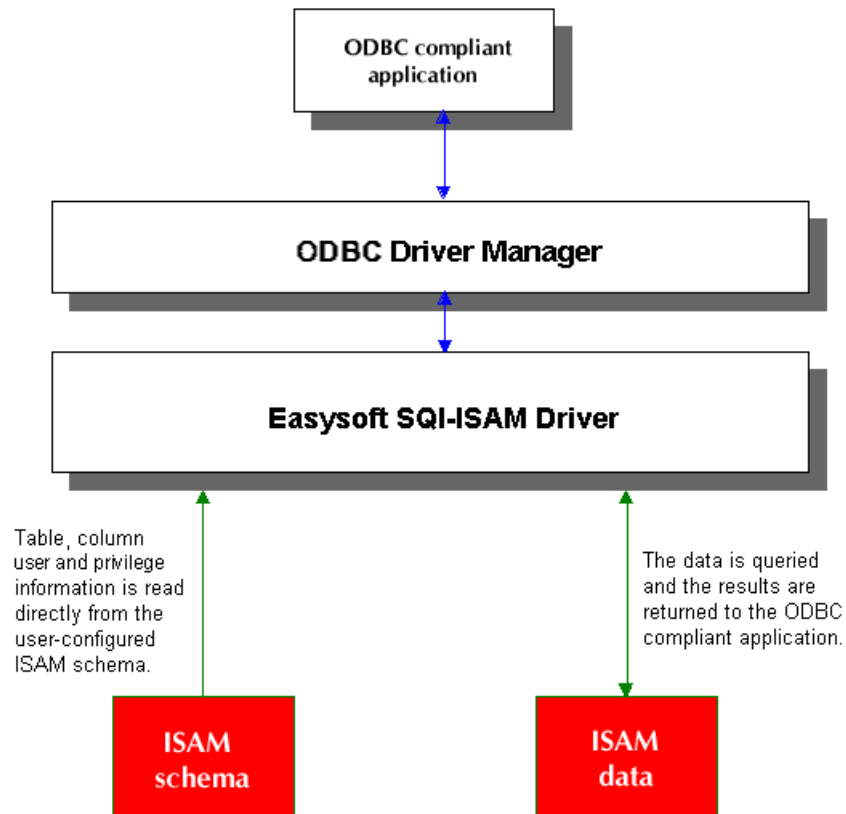 ODBC compliant
application
ODBC Driver Manager
Easysoft SQI-ISAM Driver
Table, column
user and privilege
information is read
directly from the
user-configured
ISAM schema.
The data is queried
and the results are
returned to the ODBC
compliant application.
ISAM
schema
ISAM
data